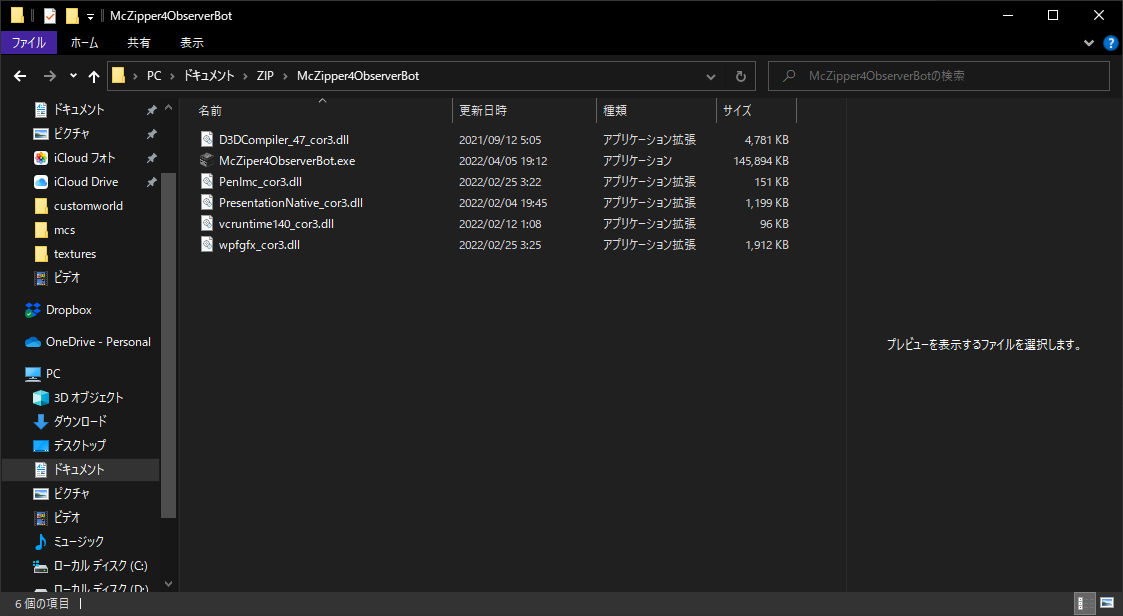 McZipper4ObserverBot
ファイル ホーム 共有 表示
PC ドキュメント ZIP McZipper4ObserverBot
McZipper4ObserverBotの検索
ドキュメント
ピクチャ
iCloud フォト
iCloud Drive
customworld
mcs
textures
ビデオ
Dropbox
OneDrive - Personal
PC
3D オブジェクト
ダウンロード
デスクトップ
ドキュメント
ピクチャ
ビデオ
ミュージック
ローカル ディスク (C:)
ローカル ディスク (D:)
名前 更新日時 種類 サイズ
D3DCompiler_47_cor3.dll 2021/09/12 5:05 アプリケーション拡張 4,781 KB
McZiper4ObserverBot.exe 2022/04/05 19:12 アプリケーション 145,894 KB
PenImc_cor3.dll 2022/02/25 3:22 アプリケーション拡張 151 KB
PresentationNative_cor3.dll 2022/02/04 19:45 アプリケーション拡張 1,199 KB
vcruntime140_cor3.dll 2022/02/12 1:08 アプリケーション拡張 96 KB
wpfgfx_cor3.dll 2022/02/25 3:25 アプリケーション拡張 1,912 KB
プレビューを表示するファイルを選択します。
6 個の項目